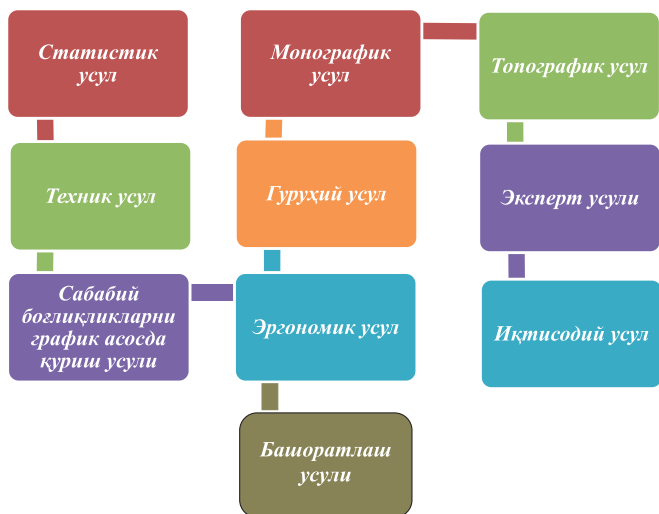 Статистик
усул
Техник усул
Сабабий
боғлиқликларни
график асосда
қуриш усули
Эргономик усул
Гуруҳий усул
Монографик
усул
Топографик усул
Эксперт усули
Иқтисодий усул
Башоратлаш
усули